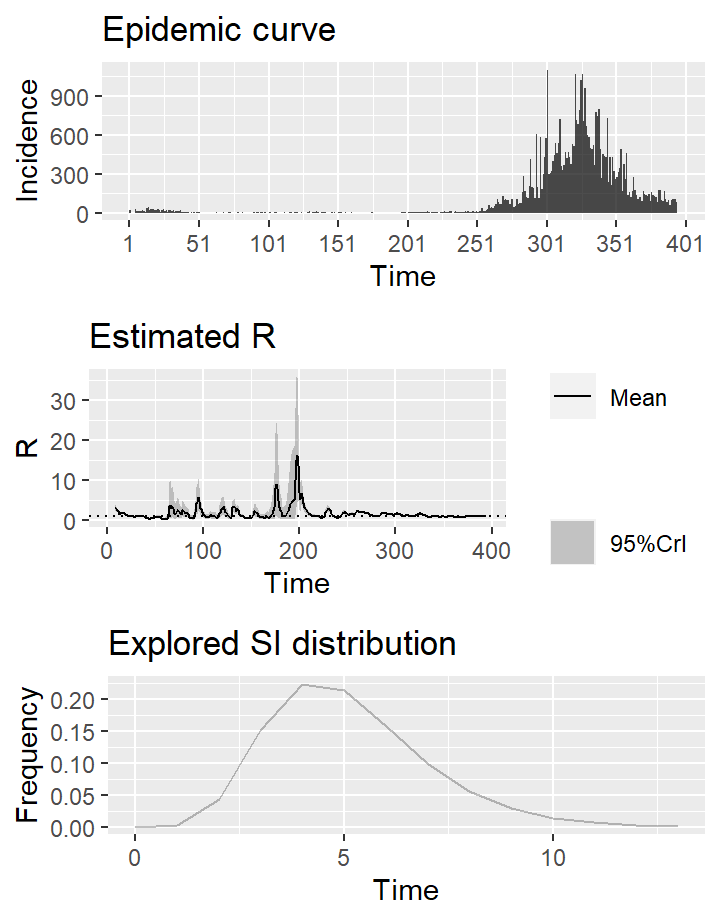 Epidemic curve
Incidence
900
600
300
0
1 51 101 151 201 251 301 351 401
Time
Estimated R
R
30
20
10
0
0 100 200 300 400
Time
Mean
95%CrI
Explored SI distribution
Frequency
0.20
0.15
0.10
0.05
0.00
0 5 10
Time